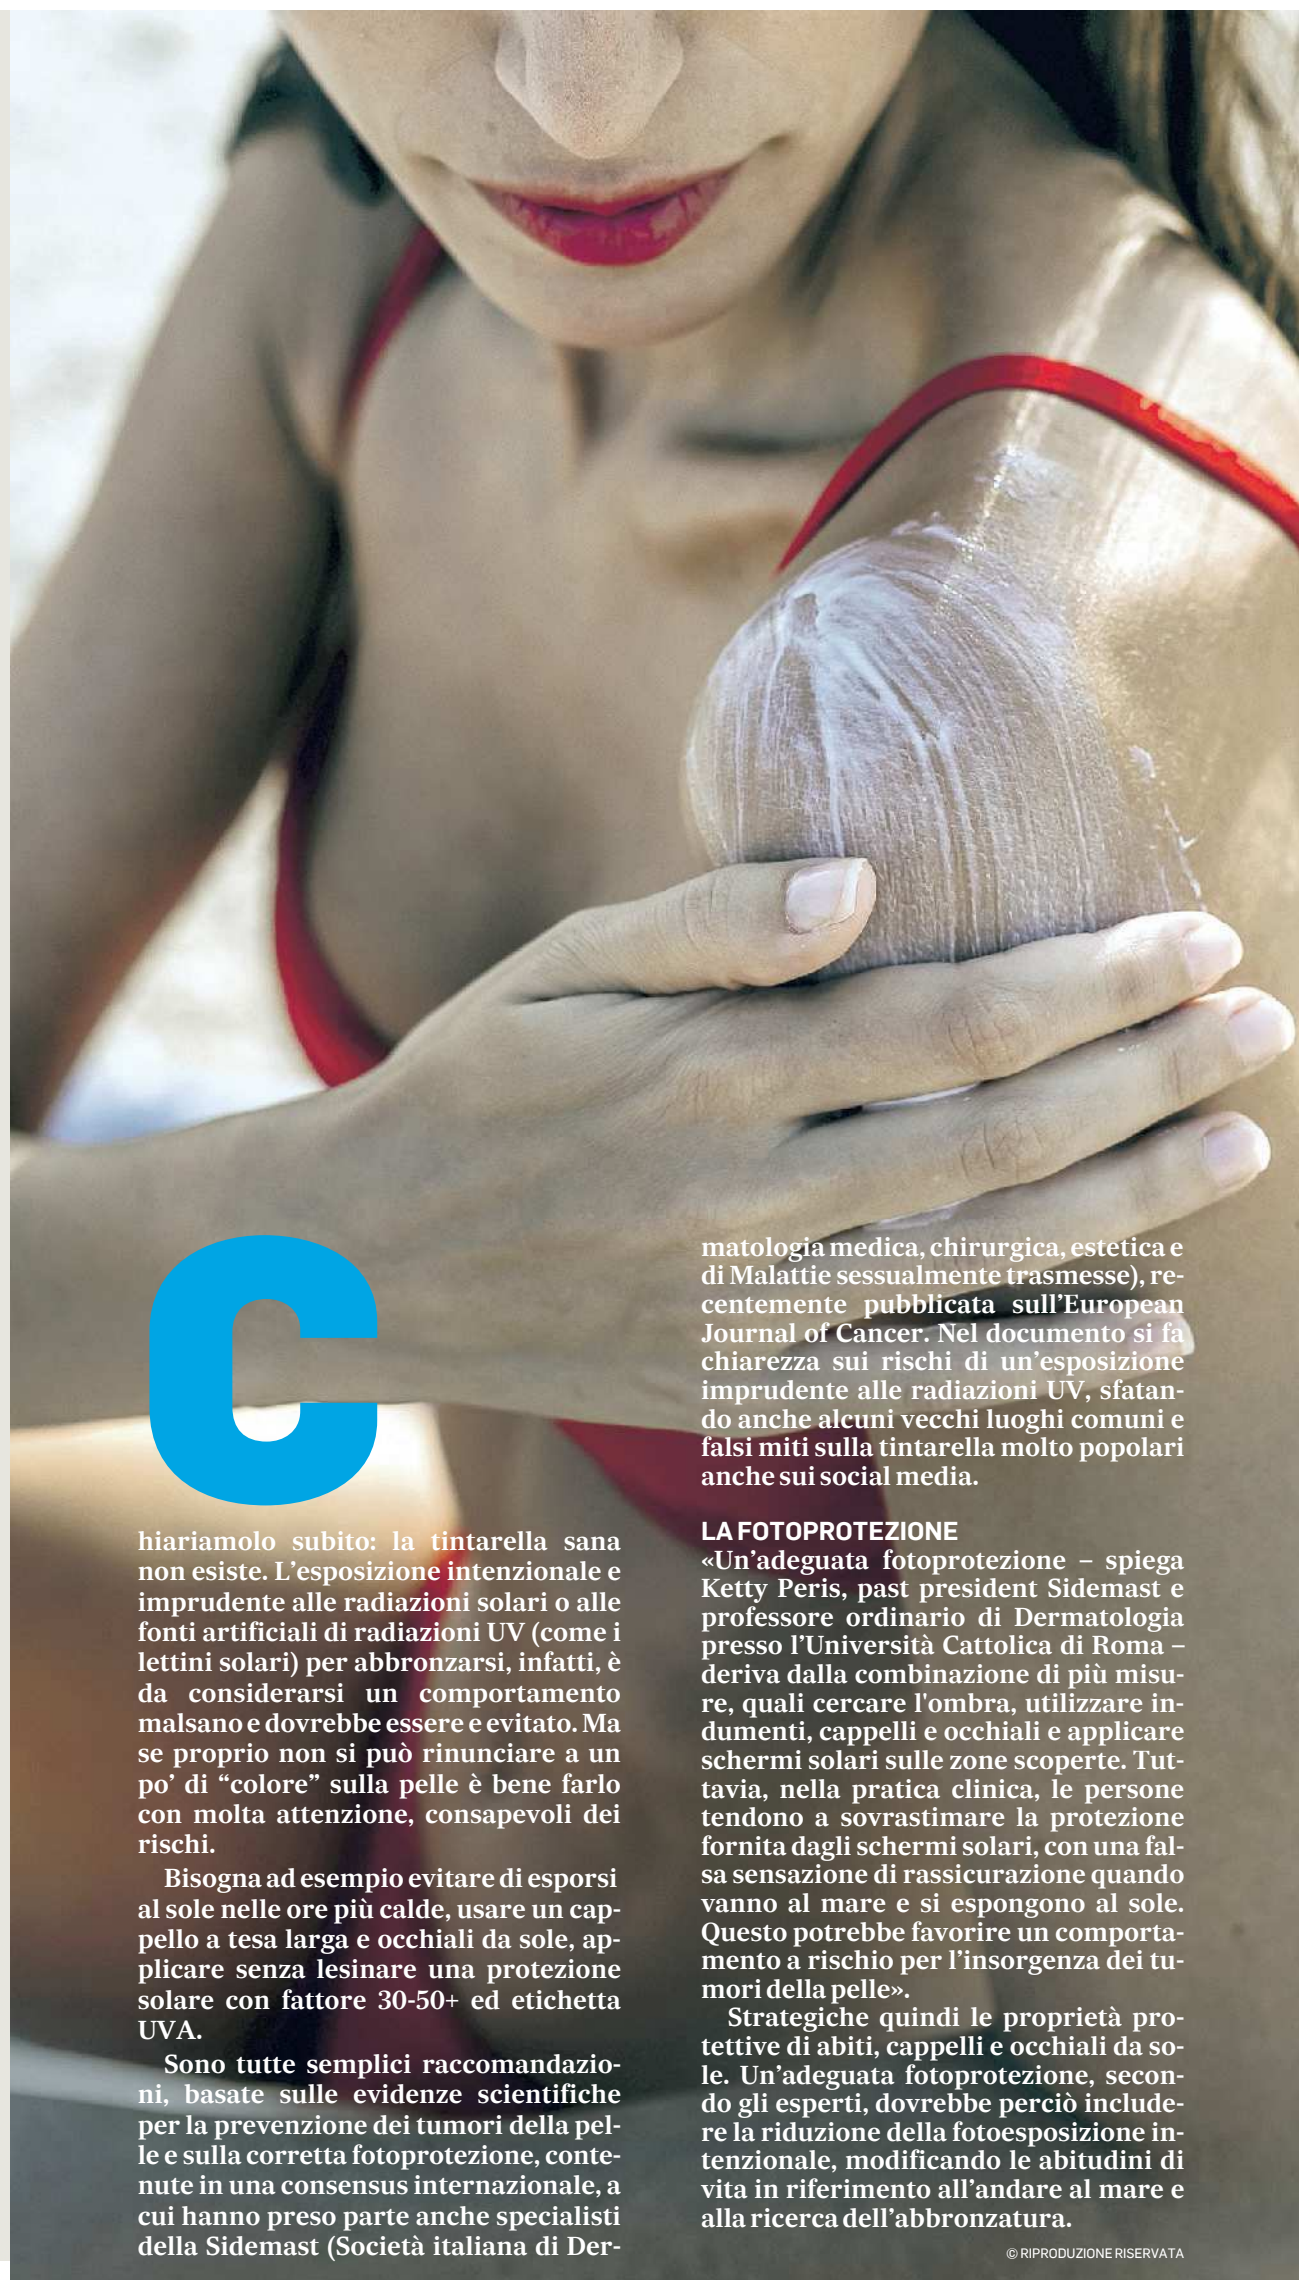 C
hiariamolo subito: la tintarella sana
non esiste. L’esposizione intenzionale e
imprudente alle radiazioni solari o alle
fonti artificiali di radiazioni UV (come i
lettini solari) per abbronzarsi, infatti, è
da considerarsi un comportamento
malsano e dovrebbe essere e evitato. Ma
se proprio non si può rinunciare a un
po’ di “colore” sulla pelle è bene farlo
con molta attenzione, consapevoli dei
rischi.
Bisogna ad esempio evitare di esporsi
al sole nelle ore più calde, usare un cap-
pello a tesa larga e occhiali da sole, ap-
plicare senza lesinare una protezione
solare con fattore 30-50+ ed etichetta
UVA.
Sono tutte semplici raccomandazio-
ni, basate sulle evidenze scientifiche
per la prevenzione dei tumori della pel-
le e sulla corretta fotoprotezione, conte-
nute in una consensus internazionale, a
cui hanno preso parte anche specialisti
della Sidemast (Società italiana di Der-
matologia medica, chirurgica, estetica e
di Malattie sessualmente trasmesse), re-
centemente pubblicata sull’European
Journal of Cancer. Nel documento si fa
chiarezza sui rischi di un’esposizione
imprudente alle radiazioni UV, sfatan-
do anche alcuni vecchi luoghi comuni e
falsi miti sulla tintarella molto popolari
anche sui social media.
LA FOTOPROTEZIONE
«Un’adeguata fotoprotezione – spiega
Ketty Peris, past president Sidemast e
professore ordinario di Dermatologia
presso l’Università Cattolica di Roma –
deriva dalla combinazione di più misu-
re, quali cercare l'ombra, utilizzare in-
dumenti, cappelli e occhiali e applicare
schermi solari sulle zone scoperte. Tut-
tavia, nella pratica clinica, le persone
tendono a sovrastimare la protezione
fornita dagli schermi solari, con una fal-
sa sensazione di rassicurazione quando
vanno al mare e si espongono al sole.
Questo potrebbe favorire un comporta-
mento a rischio per l’insorgenza dei tu-
mori della pelle».
Strategiche quindi le proprietà pro-
tettive di abiti, cappelli e occhiali da so-
le. Un’adeguata fotoprotezione, secon-
do gli esperti, dovrebbe perciò include-
re la riduzione della fotoesposizione in-
tenzionale, modificando le abitudini di
vita in riferimento all’andare al mare e
alla ricerca dell’abbronzatura.
© RIPRODUZIONE RISERVATA